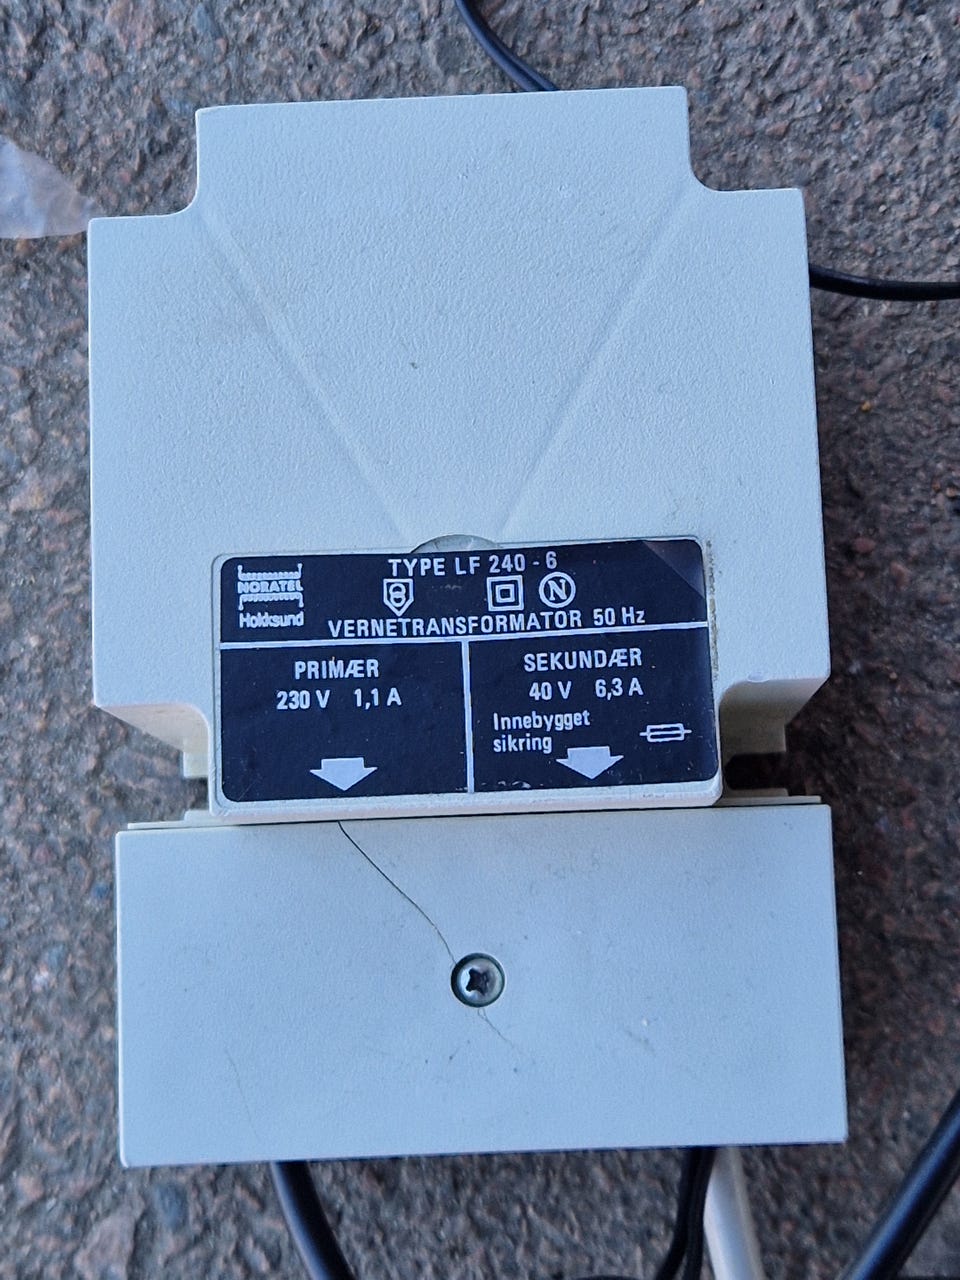 TYPE LF 240-6
NORATEL
Hokksund
N
VERNETRANSFORMATOR 50 Hz
PRIMÆR
230 V 1,1 A
SEKUNDÆR
40 V 6,3 A
Innebygget
sikring